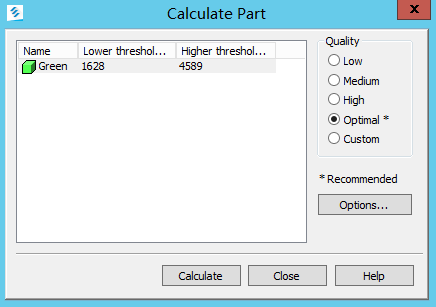 Calculate Part
Quality
Name Lower threshol... Higher threshol...
Green 1628 4589
Low
Medium
High
Optimal *
Custom
* Recommended
Options...
Calculate Close Help